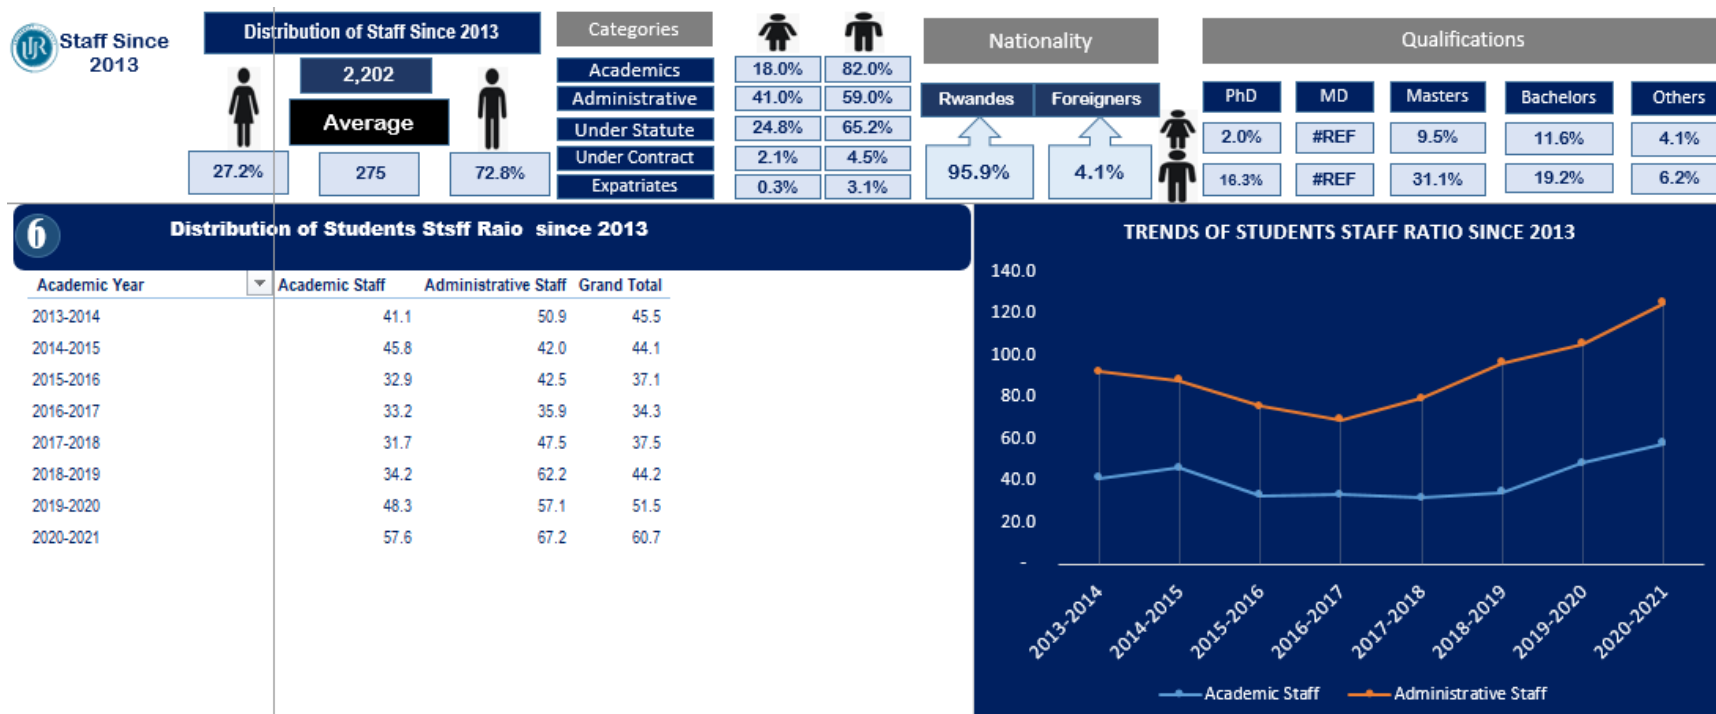 UR
Staff Since
2013
Distribution of Staff Since 2013
2,202
Average
27.2%
275
72.8%
Categories
Academics 18.0% 82.0%
Administrative 41.0% 59.0%
Under Statute 24.8% 65.2%
Under Contract 2.1% 4.5%
Expatriates 0.3% 3.1%
Nationality
Rwandes Foreigners
95.9% 4.1%
Qualifications
PhD MD Masters Bachelors Others
2.0% #REF 9.5% 11.6% 4.1%
16.3% #REF 31.1% 19.2% 6.2%
6
Distribution of Students Stsff Raio since 2013
Academic Year Academic Staff Administrative Staff Grand Total
2013-2014 41.1 50.9 45.5
2014-2015 45.8 42.0 44.1
2015-2016 32.9 42.5 37.1
2016-2017 33.2 35.9 34.3
2017-2018 31.7 47.5 37.5
2018-2019 34.2 62.2 44.2
2019-2020 48.3 57.1 51.5
2020-2021 57.6 67.2 60.7
TRENDS OF STUDENTS STAFF RATIO SINCE 2013
140.0
120.0
100.0
80.0
60.0
40.0
20.0
-
2013-2014 2014-2015 2015-2016 2016-2017 2017-2018 2018-2019 2019-2020 2020-2021
Academic Staff Administrative Staff